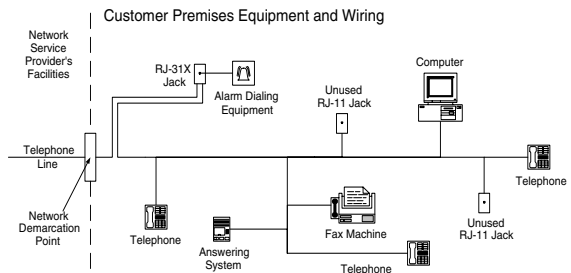 Customer Premises Equipment and Wiring
Network
Service
Provider's
Facilities
RJ-31X
Jack
Alarm Dialing
Equipment
Unused
RJ-11 Jack
Computer
Telephone
Line
Network
Demarcation
Point
Telephone
Answering
System
Fax Machine
Telephone
Unused
RJ-11 Jack
Telephone